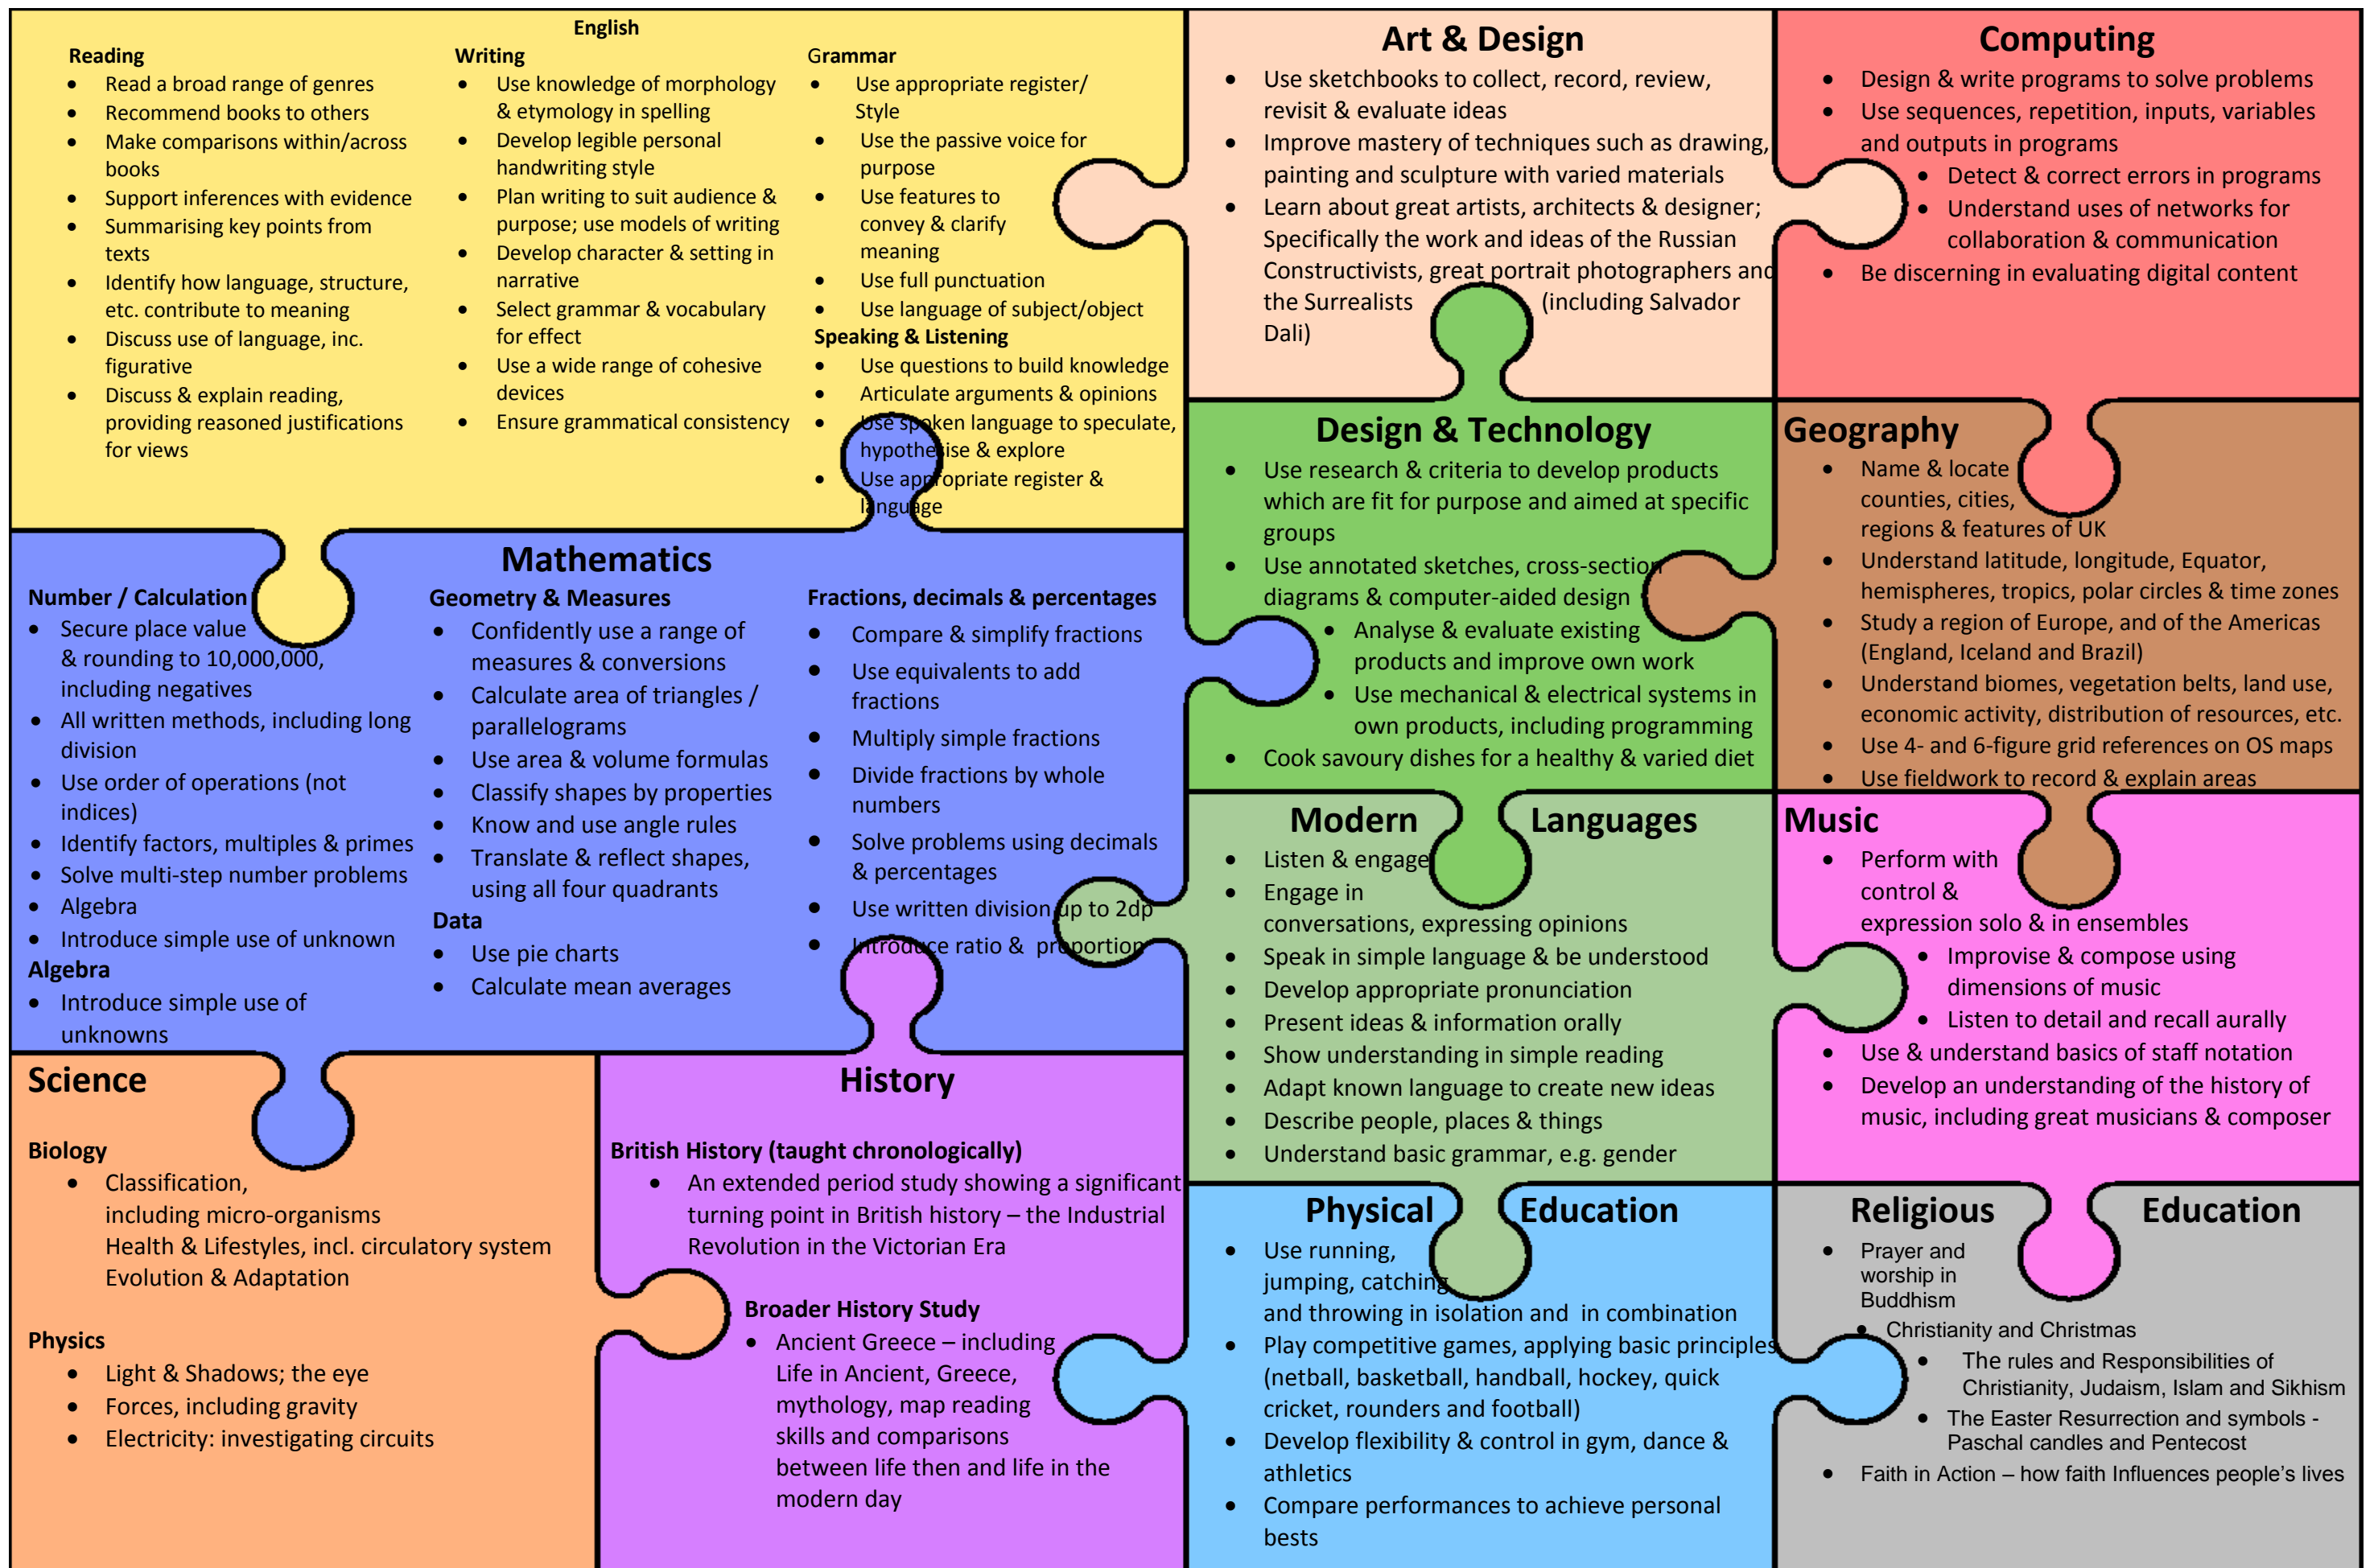 English
Reading
• Read a broad range of genres
• Recommend books to others
• Make comparisons within/across
books
• Support inferences with evidence
• Summarising key points from
texts
• Identify how language, structure,
etc. contribute to meaning
• Discuss use of language, inc.
figurative
• Discuss & explain reading,
providing reasoned justifications
for views
Writing
• Use knowledge of morphology
& etymology in spelling
• Develop legible personal
handwriting style
• Plan writing to suit audience &
purpose; use models of writing
• Develop character & setting in
narrative
• Select grammar & vocabulary
for effect
• Use a wide range of cohesive
devices
• Ensure grammatical consistency
Grammar
• Use appropriate register/
Style
• Use the passive voice for
purpose
• Use features to
convey & clarify
meaning
• Use full punctuation
• Use language of subject/object
Speaking & Listening
• Use questions to build knowledge
• Articulate arguments & opinions
• Use spoken language to speculate,
hypothesise & explore
• Use appropriate register &
language
Art & Design
• Use sketchbooks to collect, record, review,
revisit & evaluate ideas
• Improve mastery of techniques such as drawing,
painting and sculpture with varied materials
• Learn about great artists, architects & designer;
Specifically the work and ideas of the Russian
Constructivists, great portrait photographers and
the Surrealists (including Salvador
Dali)
Computing
• Design & write programs to solve problems
• Use sequences, repetition, inputs, variables
and outputs in programs
• Detect & correct errors in programs
• Understand uses of networks for
collaboration & communication
• Be discerning in evaluating digital content
Mathematics
Number / Calculation
• Secure place value
& rounding to 10,000,000,
including negatives
• All written methods, including long
division
• Use order of operations (not
indices)
• Identify factors, multiples & primes
• Solve multi-step number problems
• Algebra
• Introduce simple use of unknown
Algebra
• Introduce simple use of
unknowns
Geometry & Measures
• Confidently use a range of
measures & conversions
• Calculate area of triangles /
parallelograms
• Use area & volume formulas
• Classify shapes by properties
• Know and use angle rules
• Translate & reflect shapes,
using all four quadrants
Data
• Use pie charts
• Calculate mean averages
Fractions, decimals & percentages
• Compare & simplify fractions
• Use equivalents to add
fractions
• Multiply simple fractions
• Divide fractions by whole
numbers
• Solve problems using decimals
& percentages
• Use written division up to 2dp
• Introduce ratio & proportion
Design & Technology
• Use research & criteria to develop products
which are fit for purpose and aimed at specific
groups
• Use annotated sketches, cross-section
diagrams & computer-aided design
• Analyse & evaluate existing
products and improve own work
• Use mechanical & electrical systems in
own products, including programming
• Cook savoury dishes for a healthy & varied diet
Geography
• Name & locate
counties, cities,
regions & features of UK
• Understand latitude, longitude, Equator,
hemispheres, tropics, polar circles & time zones
• Study a region of Europe, and of the Americas
(England, Iceland and Brazil)
• Understand biomes, vegetation belts, land use,
economic activity, distribution of resources, etc.
• Use 4- and 6-figure grid references on OS maps
• Use fieldwork to record & explain areas
Modern Languages
• Listen & engage
• Engage in
conversations, expressing opinions
• Speak in simple language & be understood
• Develop appropriate pronunciation
• Present ideas & information orally
• Show understanding in simple reading
• Adapt known language to create new ideas
• Describe people, places & things
• Understand basic grammar, e.g. gender
Music
• Perform with
control &
expression solo & in ensembles
• Improvise & compose using
dimensions of music
• Listen to detail and recall aurally
• Use & understand basics of staff notation
• Develop an understanding of the history of
music, including great musicians & composer
Science
Biology
• Classification,
including micro-organisms
Health & Lifestyles, incl. circulatory system
Evolution & Adaptation
Physics
• Light & Shadows; the eye
• Forces, including gravity
• Electricity: investigating circuits
History
British History (taught chronologically)
• An extended period study showing a significant
turning point in British history – the Industrial
Revolution in the Victorian Era
Broader History Study
• Ancient Greece – including
Life in Ancient, Greece,
mythology, map reading
skills and comparisons
between life then and life in the
modern day
Physical Education
• Use running,
jumping, catching
and throwing in isolation and in combination
• Play competitive games, applying basic principles
(netball, basketball, handball, hockey, quick
cricket, rounders and football)
• Develop flexibility & control in gym, dance &
athletics
• Compare performances to achieve personal
bests
Religious Education
• Prayer and
worship in
Buddhism
• Christianity and Christmas
• The rules and Responsibilities of
Christianity, Judaism, Islam and Sikhism
• The Easter Resurrection and symbols -
Paschal candles and Pentecost
• Faith in Action – how faith Influences people's lives